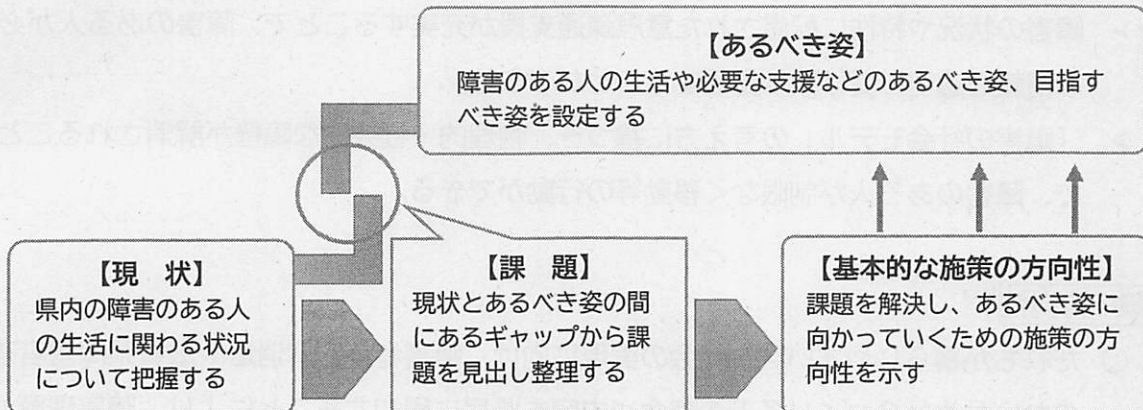 【あるべき姿】
障害のある人の生活や必要な支援などのあるべき姿、目指す
べき姿を設定する
【現　状】
県内の障害のある人
の生活に関わる状況
について把握する
【課　題】
現状とあるべき姿の間
にあるギャップから課
題を見出し整理する
【基本的な施策の方向性】
課題を解決し、あるべき姿に
向かっていくための施策の方
向性を示す